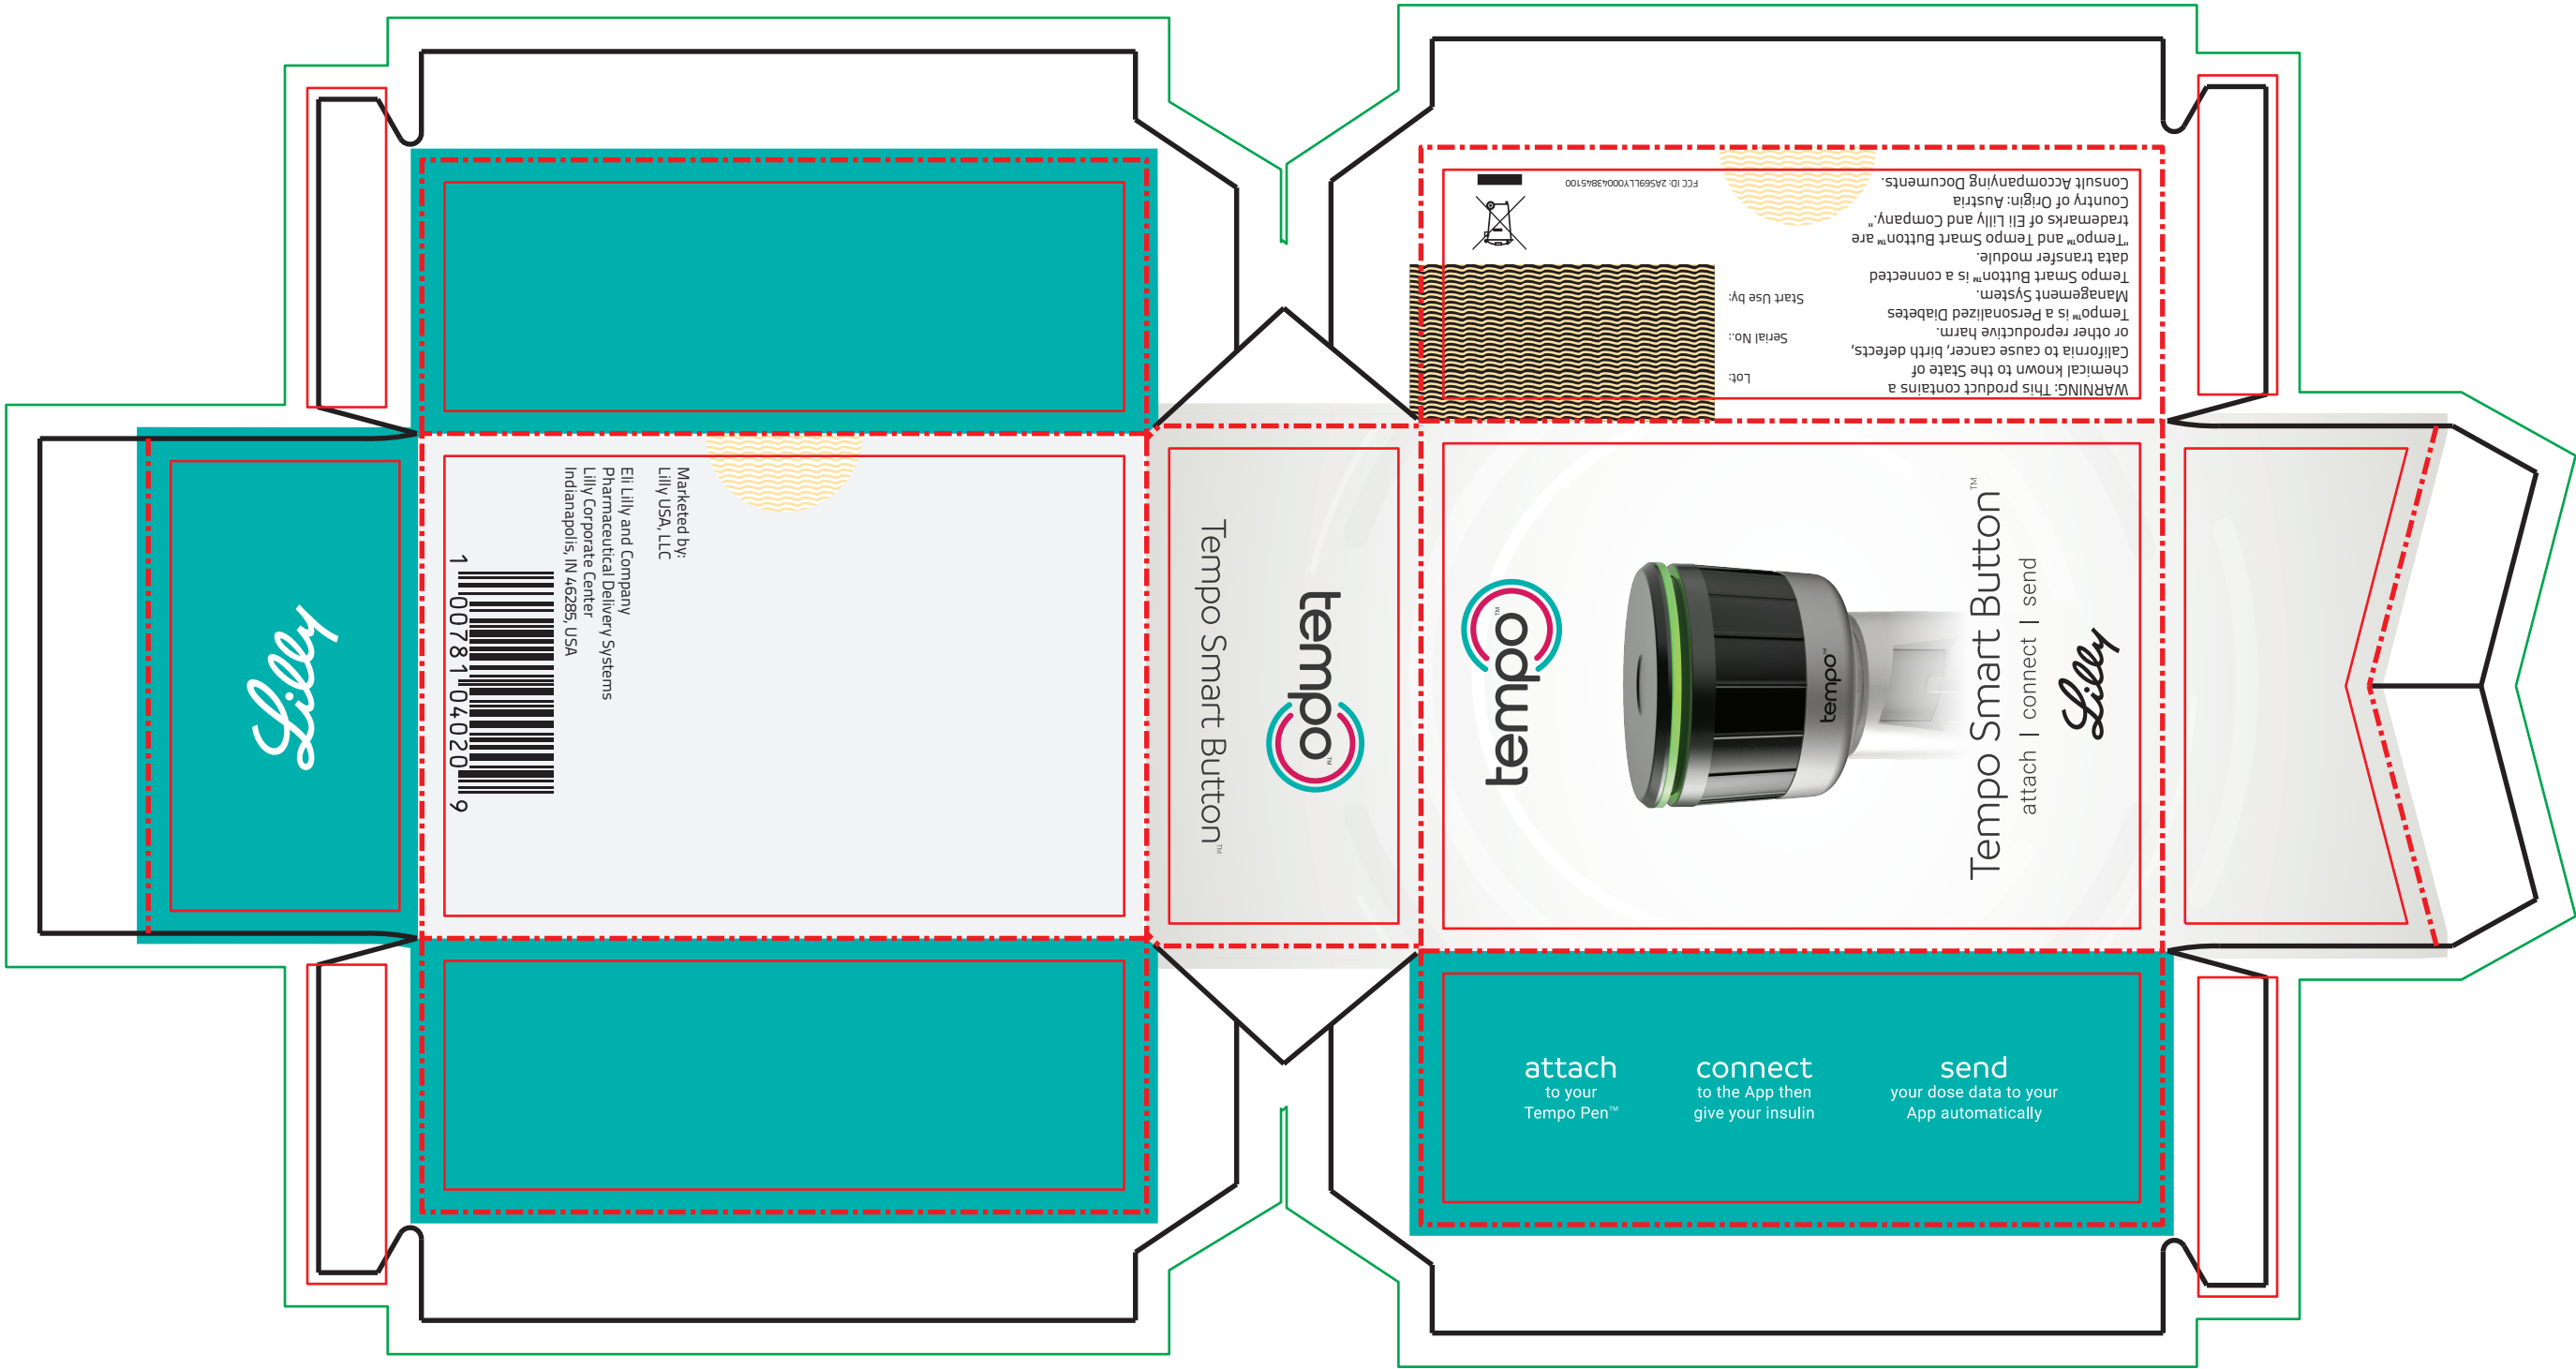 Lilly
Marketed by:
Lilly USA, LLC
Eli Lilly and Company
Pharmaceutical Delivery Systems
Lilly Corporate Center
Indianapolis, IN 46285, USA
1 00781 04020 9
tempo™
Tempo Smart Button™
tempo™
tempo™
Tempo Smart Button™
attach | connect | send
Lilly
WARNING: This product contains a
chemical known to the State of
California to cause cancer, birth defects,
or other reproductive harm.
Tempo™ is a Personalized Diabetes
Management System.
Tempo Smart Button™ is a connected
data transfer module.
"Tempo™ and Tempo Smart Button™ are
trademarks of Eli Lilly and Company."
Country of Origin: Austria
Consult Accompanying Documents.
Lot:
Serial No.:
Start Use by:
FCC ID: 2AS69LLY0004384S100
attach
to your
Tempo Pen™
connect
to the App then
give your insulin
send
your dose data to your
App automatically